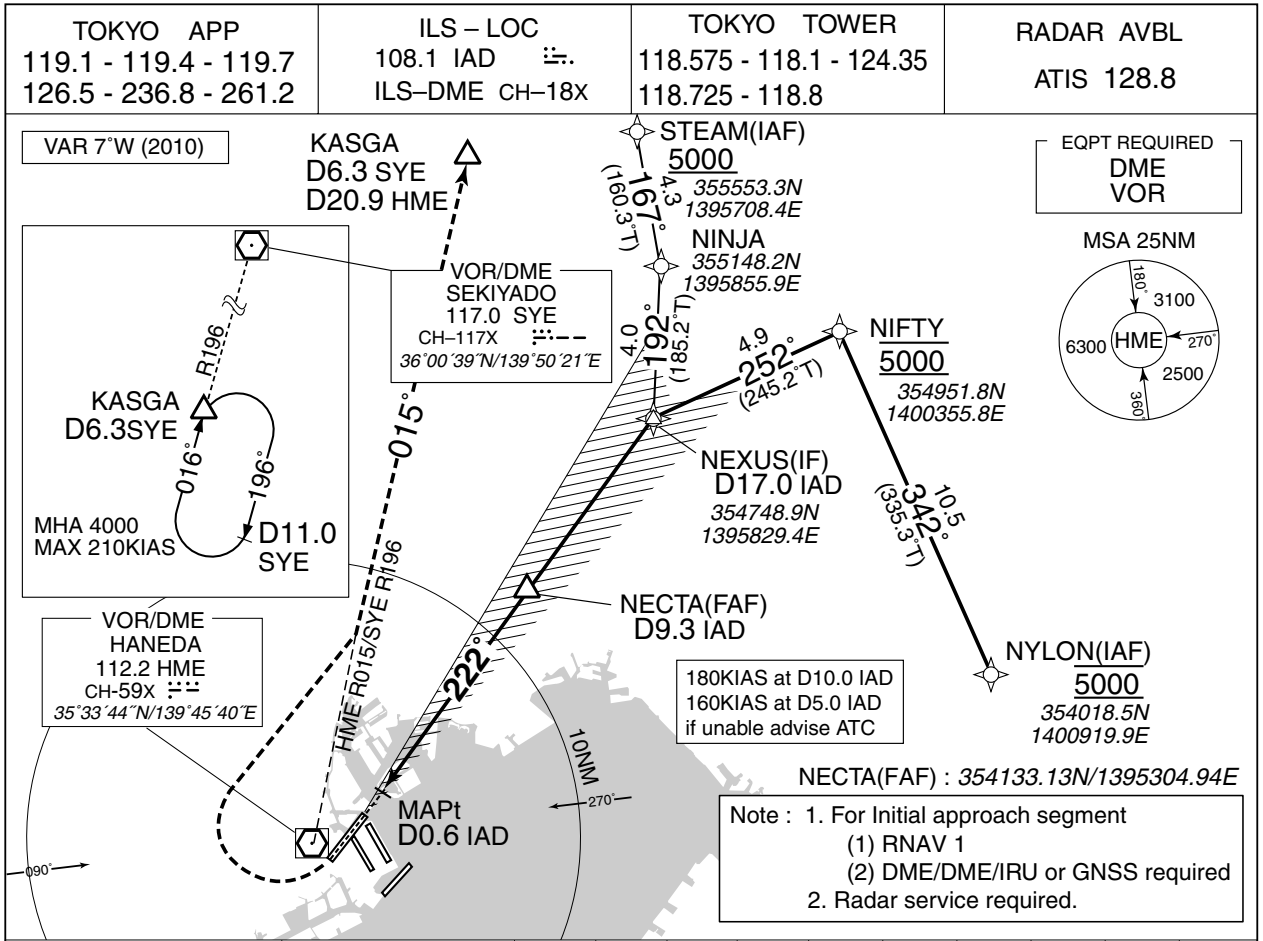 TOKYO APP
119.1 - 119.4 - 119.7
126.5 - 236.8 - 261.2
ILS – LOC
108.1 IAD
ILS–DME CH–18X
TOKYO TOWER
118.575 - 118.1 - 124.35
118.725 - 118.8
RADAR AVBL
ATIS 128.8
VAR 7°W (2010)
KASGA
D6.3 SYE
D20.9 HME
STEAM(IAF)
5000
355553.3N
1395708.4E
4.3
167°
(160.3°T)
EQPT REQUIRED
DME
VOR
NINJA
355148.2N
1395855.9E
4.0
192°
(185.2°T)
MSA 25NM
180°
3100
6300
HME
270°
2500
360°
VOR/DME
SEKIYADO
117.0 SYE
CH–117X
36°00´39˝N/139°50´21˝E
R196
KASGA
D6.3SYE
016°
196°
MHA 4000
MAX 210KIAS
D11.0
SYE
4.9
252°
(245.2°T)
NIFTY
5000
354951.8N
1400355.8E
015°
NEXUS(IF)
D17.0 IAD
354748.9N
1395829.4E
10.5
342°
(335.3°T)
HME R015/SYE R196
NECTA(FAF)
D9.3 IAD
VOR/DME
HANEDA
112.2 HME
CH-59X
35°33´44˝N/139°45´40˝E
222°
180KIAS at D10.0 IAD
160KIAS at D5.0 IAD
if unable advise ATC
NYLON(IAF)
5000
354018.5N
1400919.9E
10NM
NECTA(FAF) : 354133.13N/1395304.94E
MAPt
D0.6 IAD
270°
090°
Note : 1. For Initial approach segment
(1) RNAV 1
(2) DME/DME/IRU or GNSS required
2. Radar service required.